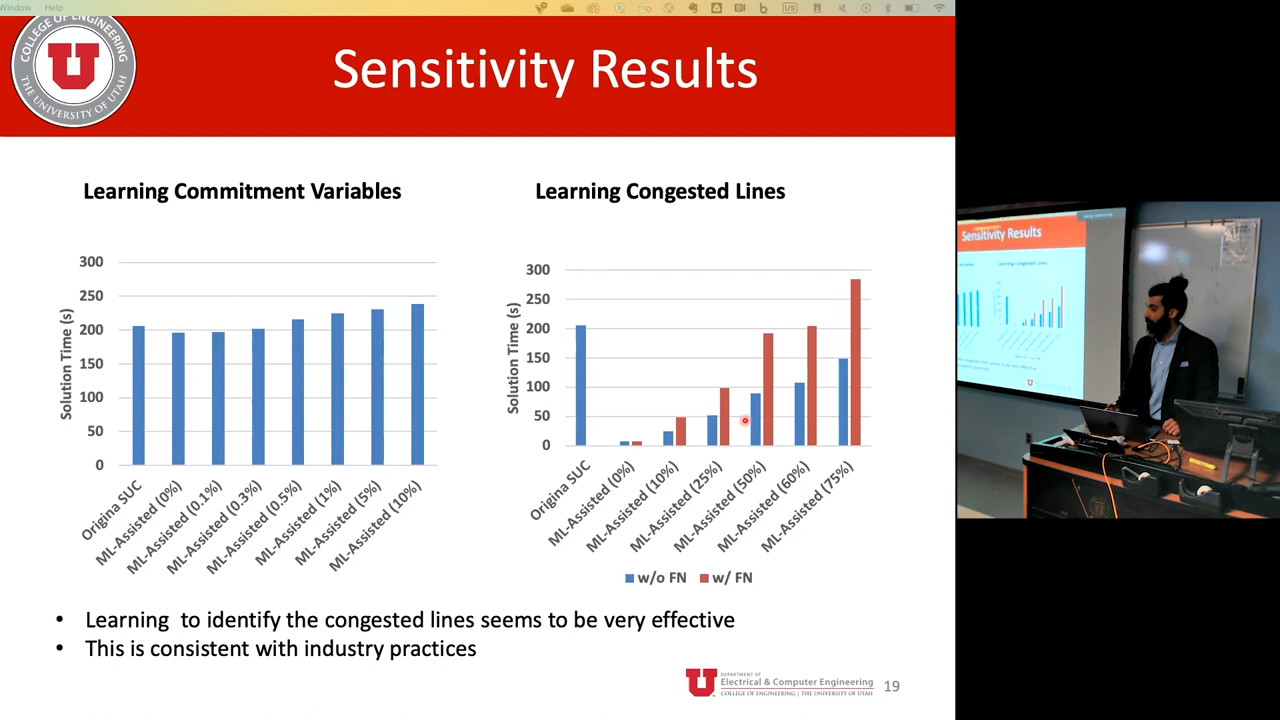 Window Help
COLLEGE OF ENGINEERING
THE UNIVERSITY OF UTAH
Sensitivity Results
Learning Commitment Variables
Learning Congested Lines
Solution Time (s)
300
250
200
150
100
50
0
Origina SUC
ML-Assisted (0%)
ML-Assisted (0.1%)
ML-Assisted (0.3%)
ML-Assisted (0.5%)
ML-Assisted (1%)
ML-Assisted (5%)
ML-Assisted (10%)
Solution Time (s)
300
250
200
150
100
50
0
Origina SUC
ML-Assisted (0%)
ML-Assisted (10%)
ML-Assisted (25%)
ML-Assisted (50%)
ML-Assisted (60%)
ML-Assisted (75%)
w/o FN w/ FN
• Learning to identify the congested lines seems to be very effective
• This is consistent with industry practices
DEPARTMENT OF
Electrical & Computer Engineering
COLLEGE OF ENGINEERING | THE UNIVERSITY OF UTAH
19
Sensitivity Results
Learning Congested Lines